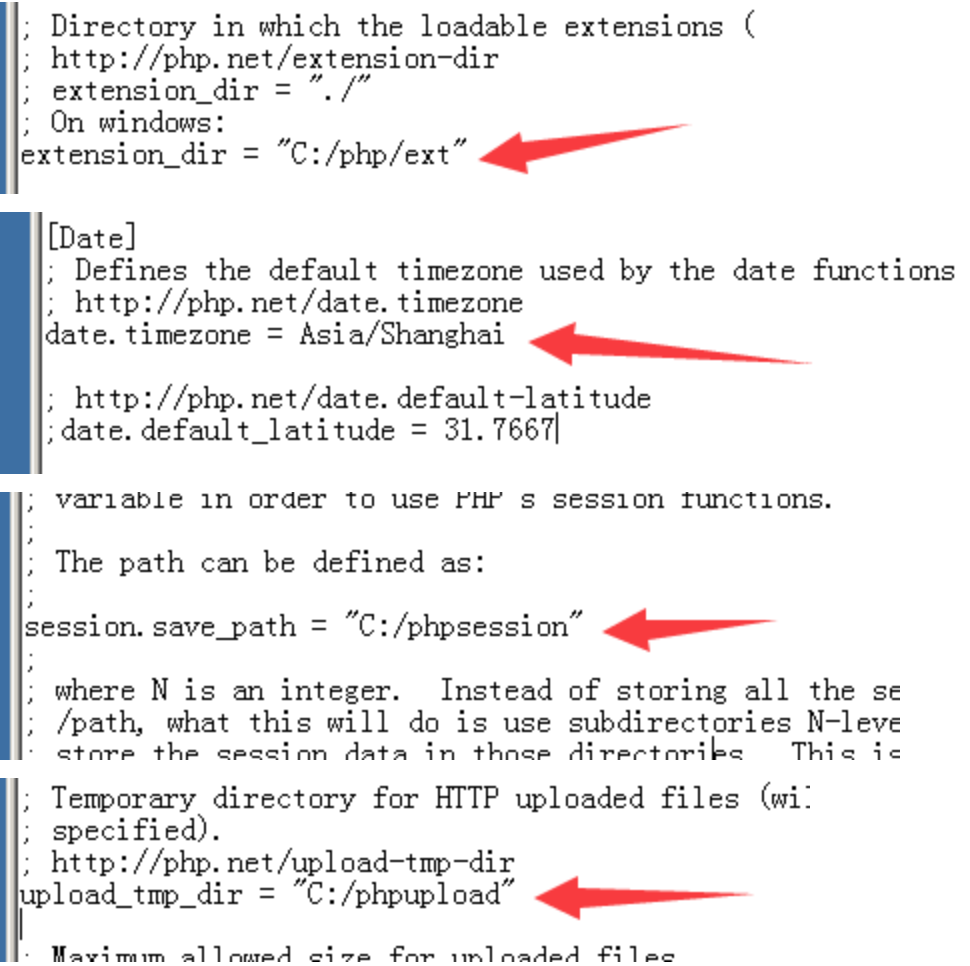 ; Directory in which the loadable extensions (
; http://php.net/extension-dir
; extension_dir = "./"
; On windows:
extension_dir = "C:/php/ext"
[Date]
; Defines the default timezone used by the date functions
; http://php.net/date.timezone
date.timezone = Asia/Shanghai
; http://php.net/date.default-latitude
;date.default_latitude = 31.7667
; variable in order to use PHP's session functions.
;
; The path can be defined as:
;
session.save_path = "C:/phpsession"
;
; where N is an integer.  Instead of storing all the se
; /path, what this will do is use subdirectories N-leve
; store the session data in those directories.  This is
; Temporary directory for HTTP uploaded files (wil
; specified).
; http://php.net/upload-tmp-dir
upload_tmp_dir = "C:/phpupload"
; Maximum allowed size for uploaded files